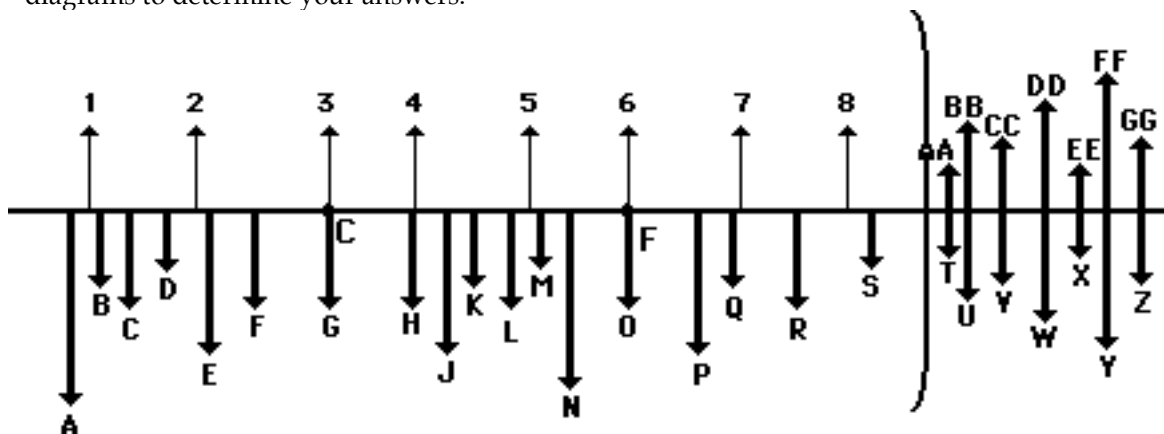 diagrams to determine your answers.
FF
DD
1 2 3 4 5 6 7 8 BB CC GG
AA EE
C F
B C D F G H K L M O Q R S T U V W X Z
E J P Y
A N